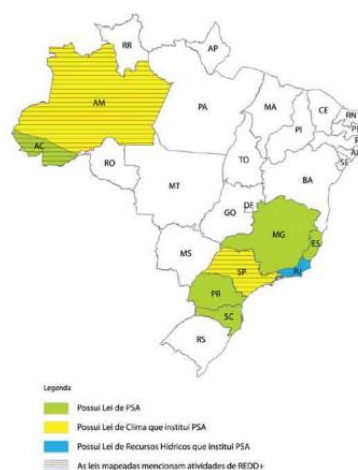 RR
AP
AM
PA
MA
CE
RN
PI
AC
RO
TO
SE
BA
MT
GO
DF
MG
ES
MS
SP
RJ
PR
SC
RS
Legenda
Possui Lei de PSA
Possui Lei de Clima que institui PSA
Possui Lei de Recursos Hídricos que Institui PSA
As leis mapeadas mencionam atividades de REDD+